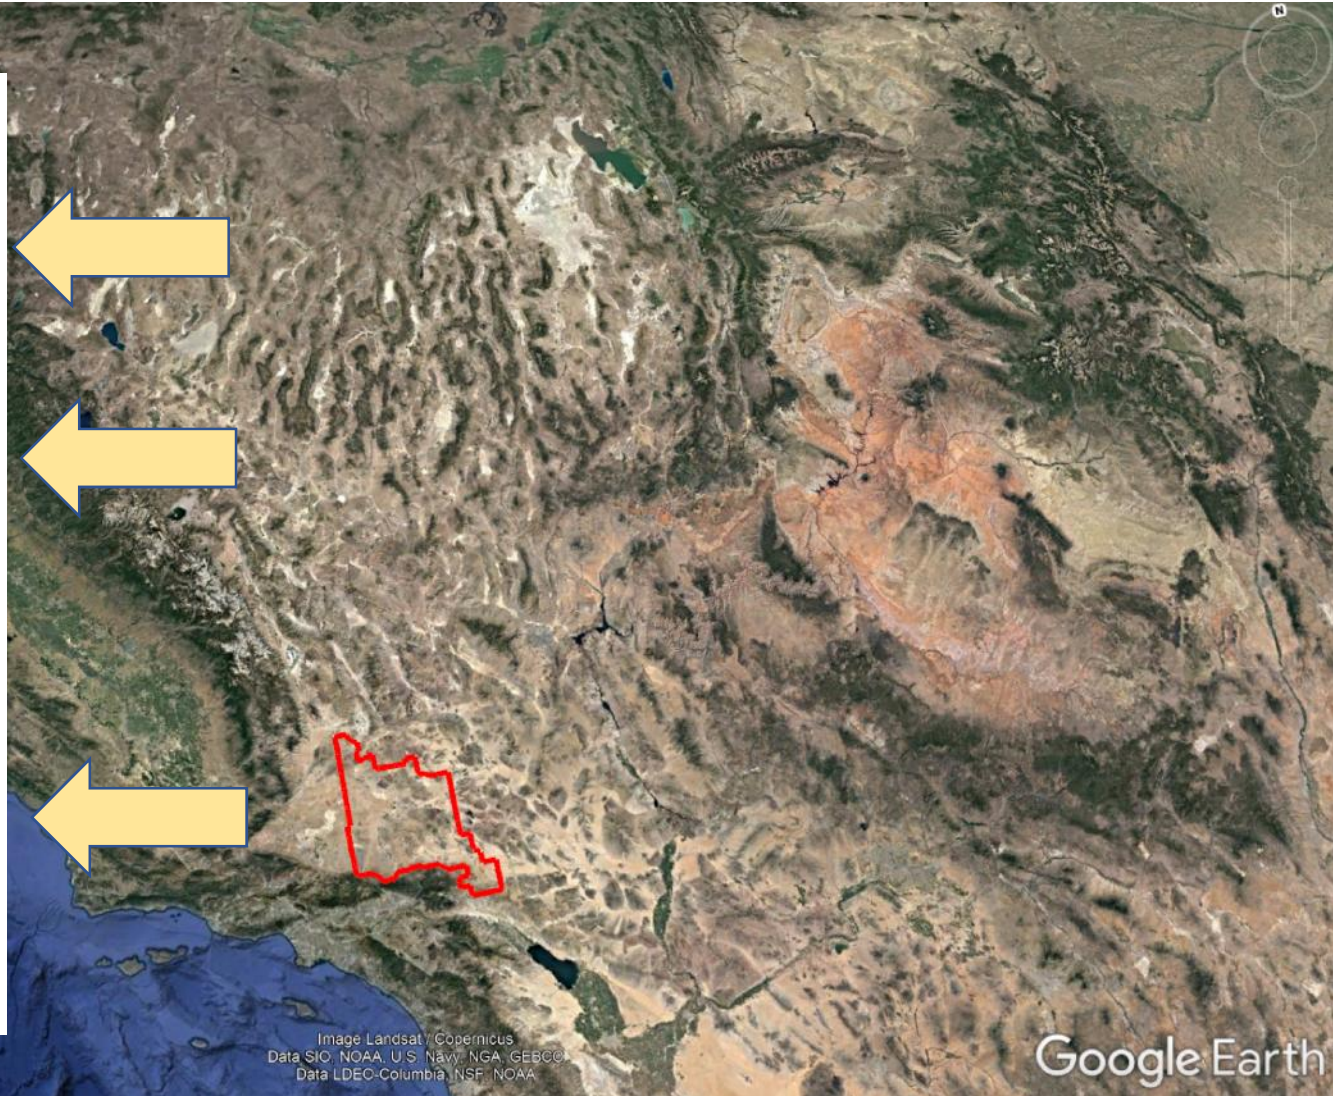 N
Image Landsat / Copernicus
Data SIO, NOAA, U.S. Navy, NGA, GEBCO
Data LDEO-Columbia, NSF, NOAA
Google Earth